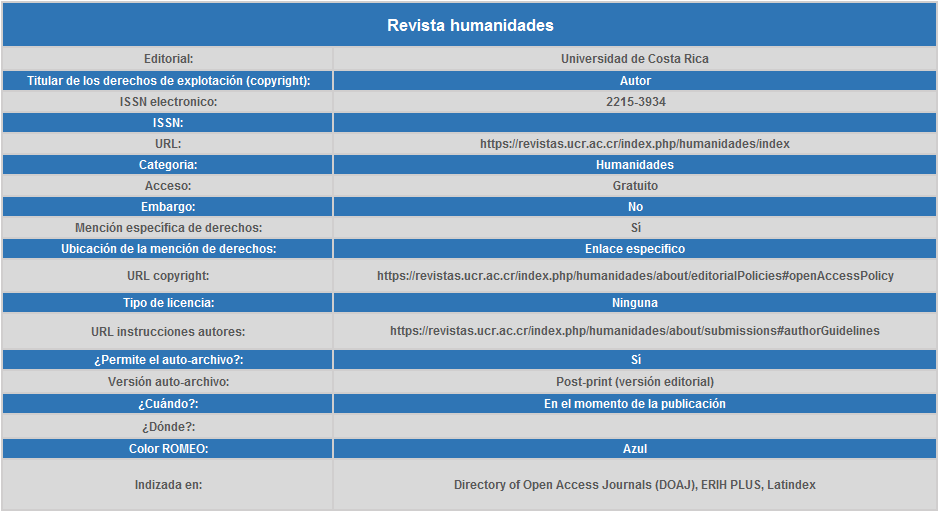 Revista humanidades
Editorial: Universidad de Costa Rica
Titular de los derechos de explotación (copyright): Autor
ISSN electronico: 2215-3934
ISSN:
URL: https://revistas.ucr.ac.cr/index.php/humanidades/index
Categoria: Humanidades
Acceso: Gratuito
Embargo: No
Mención específica de derechos: Sí
Ubicación de la mención de derechos: Enlace específico
URL copyright: https://revistas.ucr.ac.cr/index.php/humanidades/about/editorialPolicies#openAccessPolicy
Tipo de licencia: Ninguna
URL instrucciones autores: https://revistas.ucr.ac.cr/index.php/humanidades/about/submissions#authorGuidelines
¿Permite el auto-archivo?: Sí
Versión auto-archivo: Post-print (versión editorial)
¿Cuándo?: En el momento de la publicación
¿Dónde?:
Color ROMEO: Azul
Indizada en: Directory of Open Access Journals (DOAJ), ERIH PLUS, Latindex